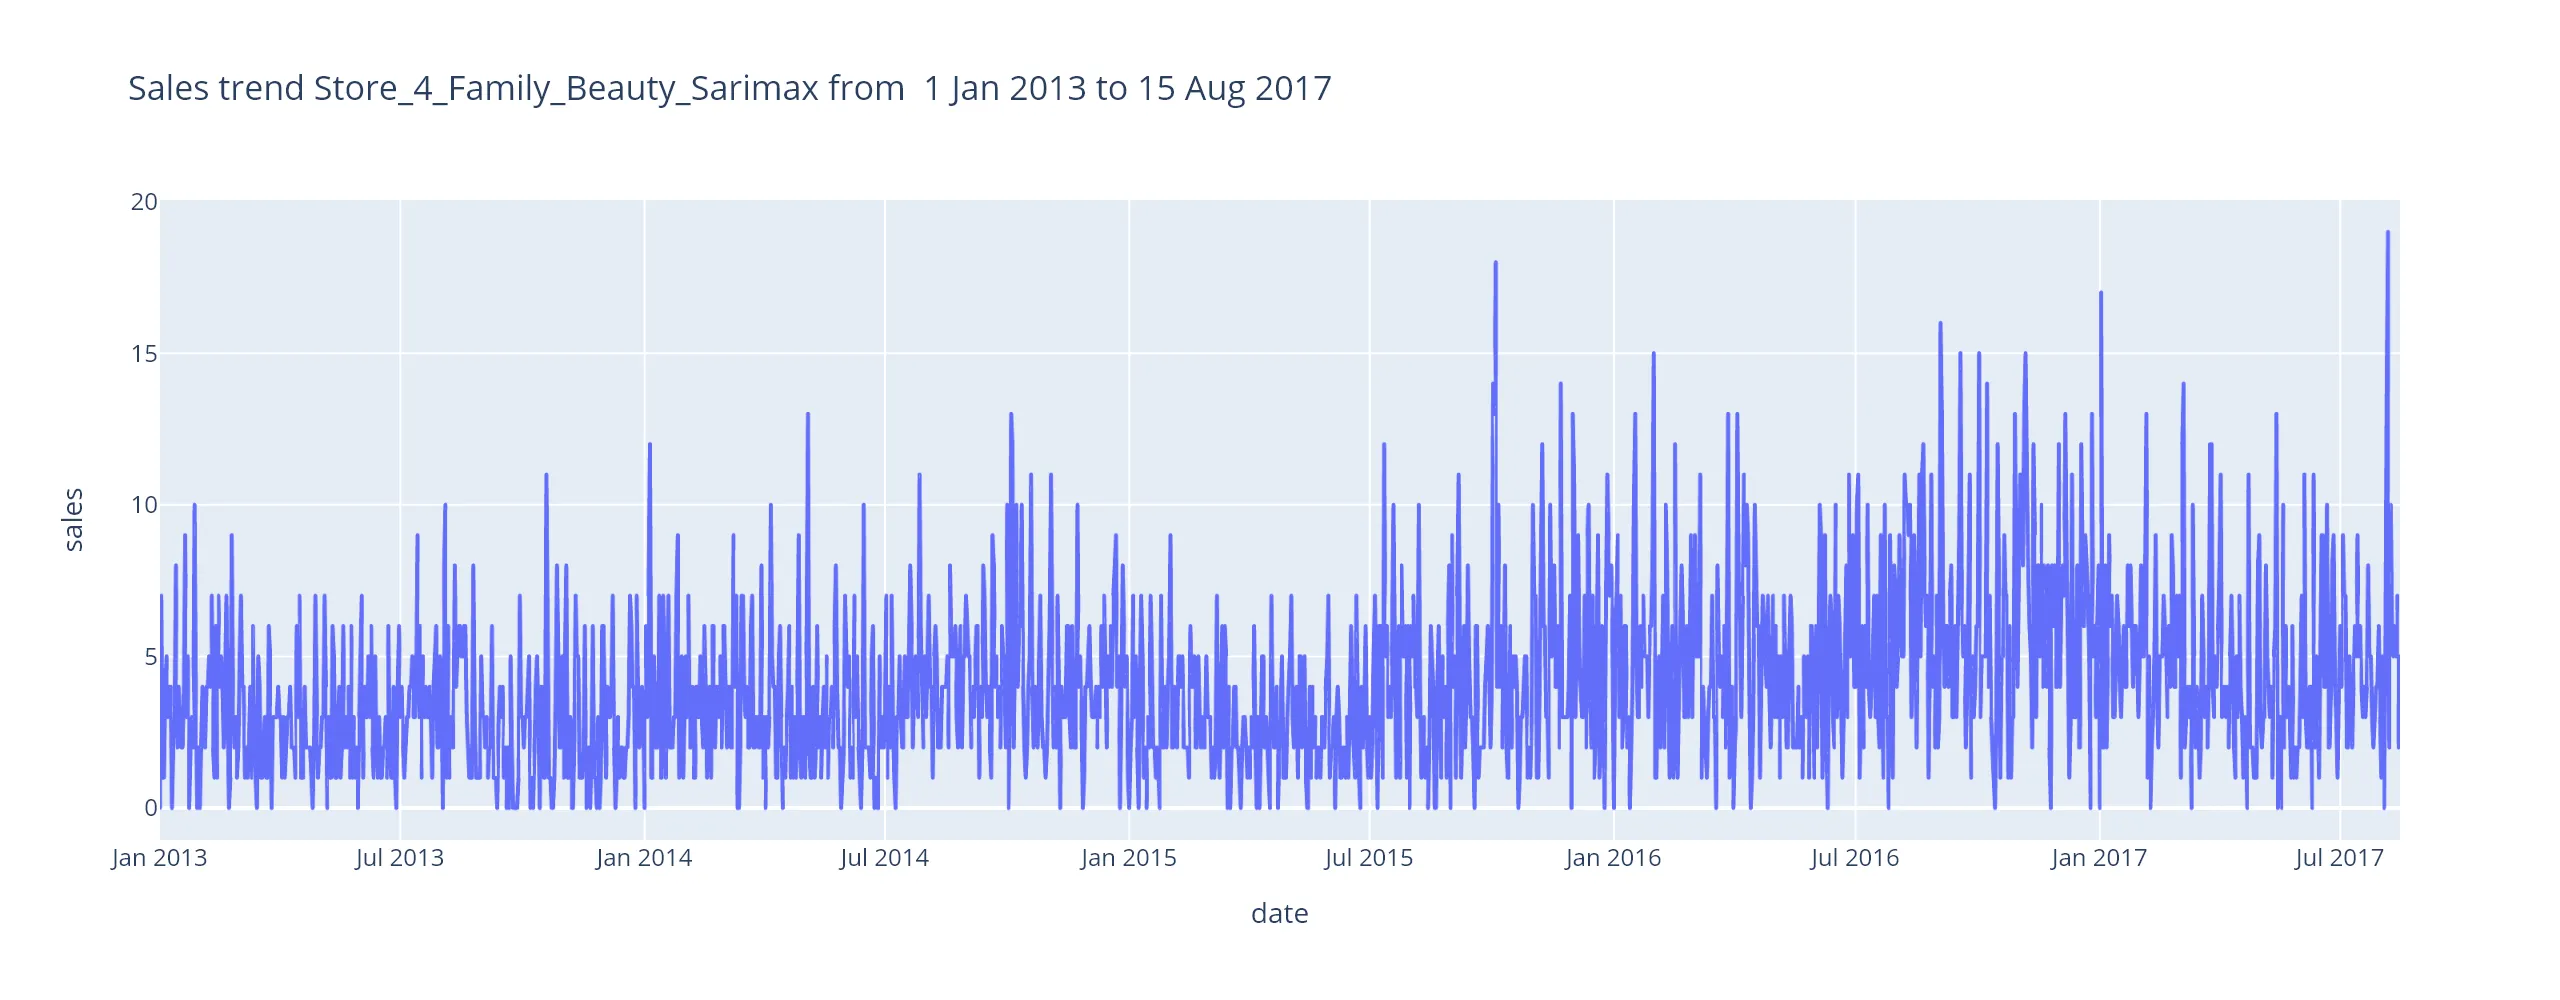 Sales trend Store_4_Family_Beauty_Sarimax from  1 Jan 2013 to 15 Aug 2017
20
15
10
5
0
sales
Jan 2013 Jul 2013 Jan 2014 Jul 2014 Jan 2015 Jul 2015 Jan 2016 Jul 2016 Jan 2017 Jul 2017
date